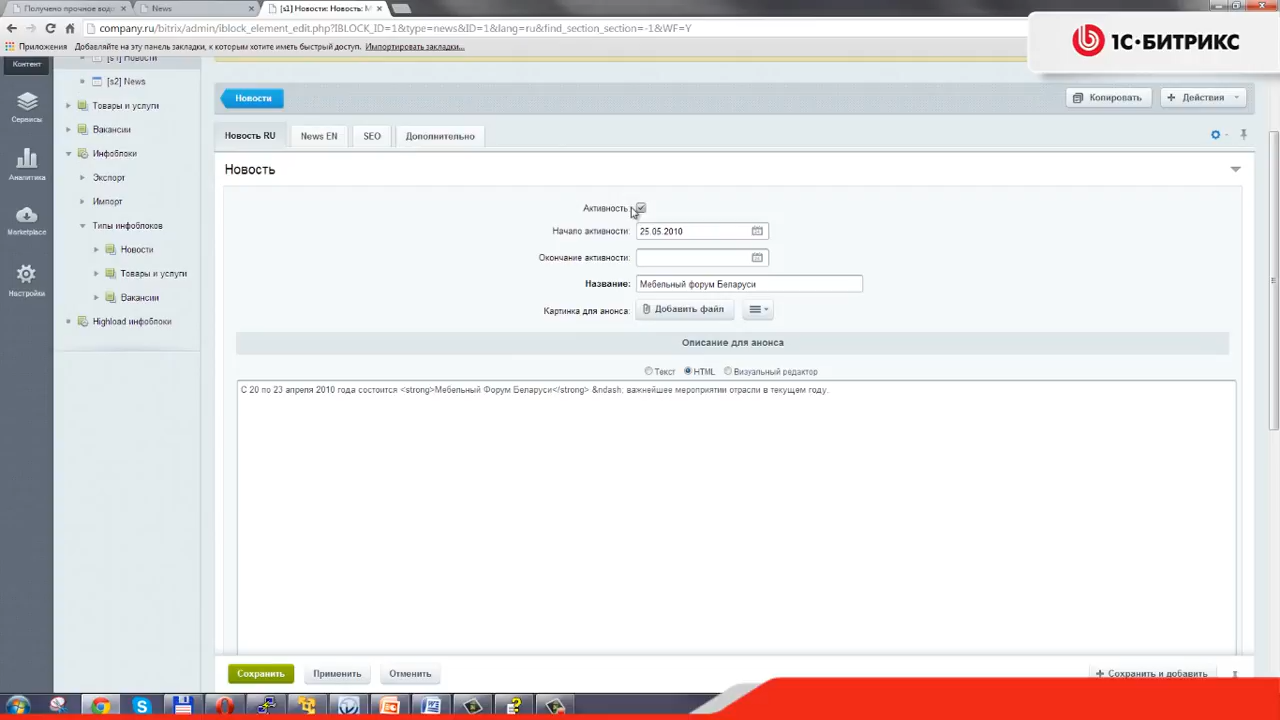 Получено прочное вод
News
[s1] Новости: Новость: М
company.ru/bitrix/admin/iblock_element_edit.php?IBLOCK_ID=1&type=news&ID=1&lang=ru&find_section_section=-1&WF=Y
Приложения Добавляйте на эту панель закладки, к которым хотите иметь быстрый доступ. Импортировать закладки...
1С-БИТРИКС
Контент
Сервисы
Аналитика
Marketplace
Настройки
[s1] Новости
[s2] News
Товары и услуги
Вакансии
Инфоблоки
Экспорт
Импорт
Типы инфоблоков
Новости
Товары и услуги
Вакансии
Highload инфоблоки
Новости
Копировать
Действия
Новость RU
News EN
SEO
Дополнительно
Новость
Активность
Начало активности: 25.05.2010
Окончание активности:
Название: Мебельный форум Беларуси
Картинка для анонса: Добавить файл
Описание для анонса
Текст HTML Визуальный редактор
С 20 по 23 апреля 2010 года состоится <strong>Мебельный Форум Беларуси</strong> &ndash; важнейшее мероприятии отрасли в текущем году.
Сохранить
Применить
Отменить
Сохранить и добавить